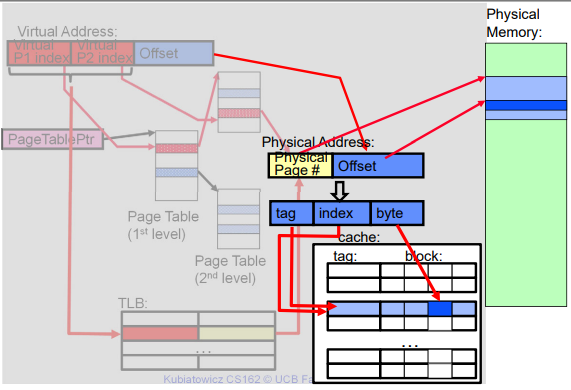 Physical
Memory:
Virtual Address:
Virtual
P1 index
Virtual
P2 index
Offset
PageTablePtr
Physical Address:
Physical
Page #
Offset
tag
index
byte
Page Table
(1st level)
cache:
tag:
block:
Page Table
(2nd level)
TLB:
...
...
Kubiatowicz CS162 © UCB Fa